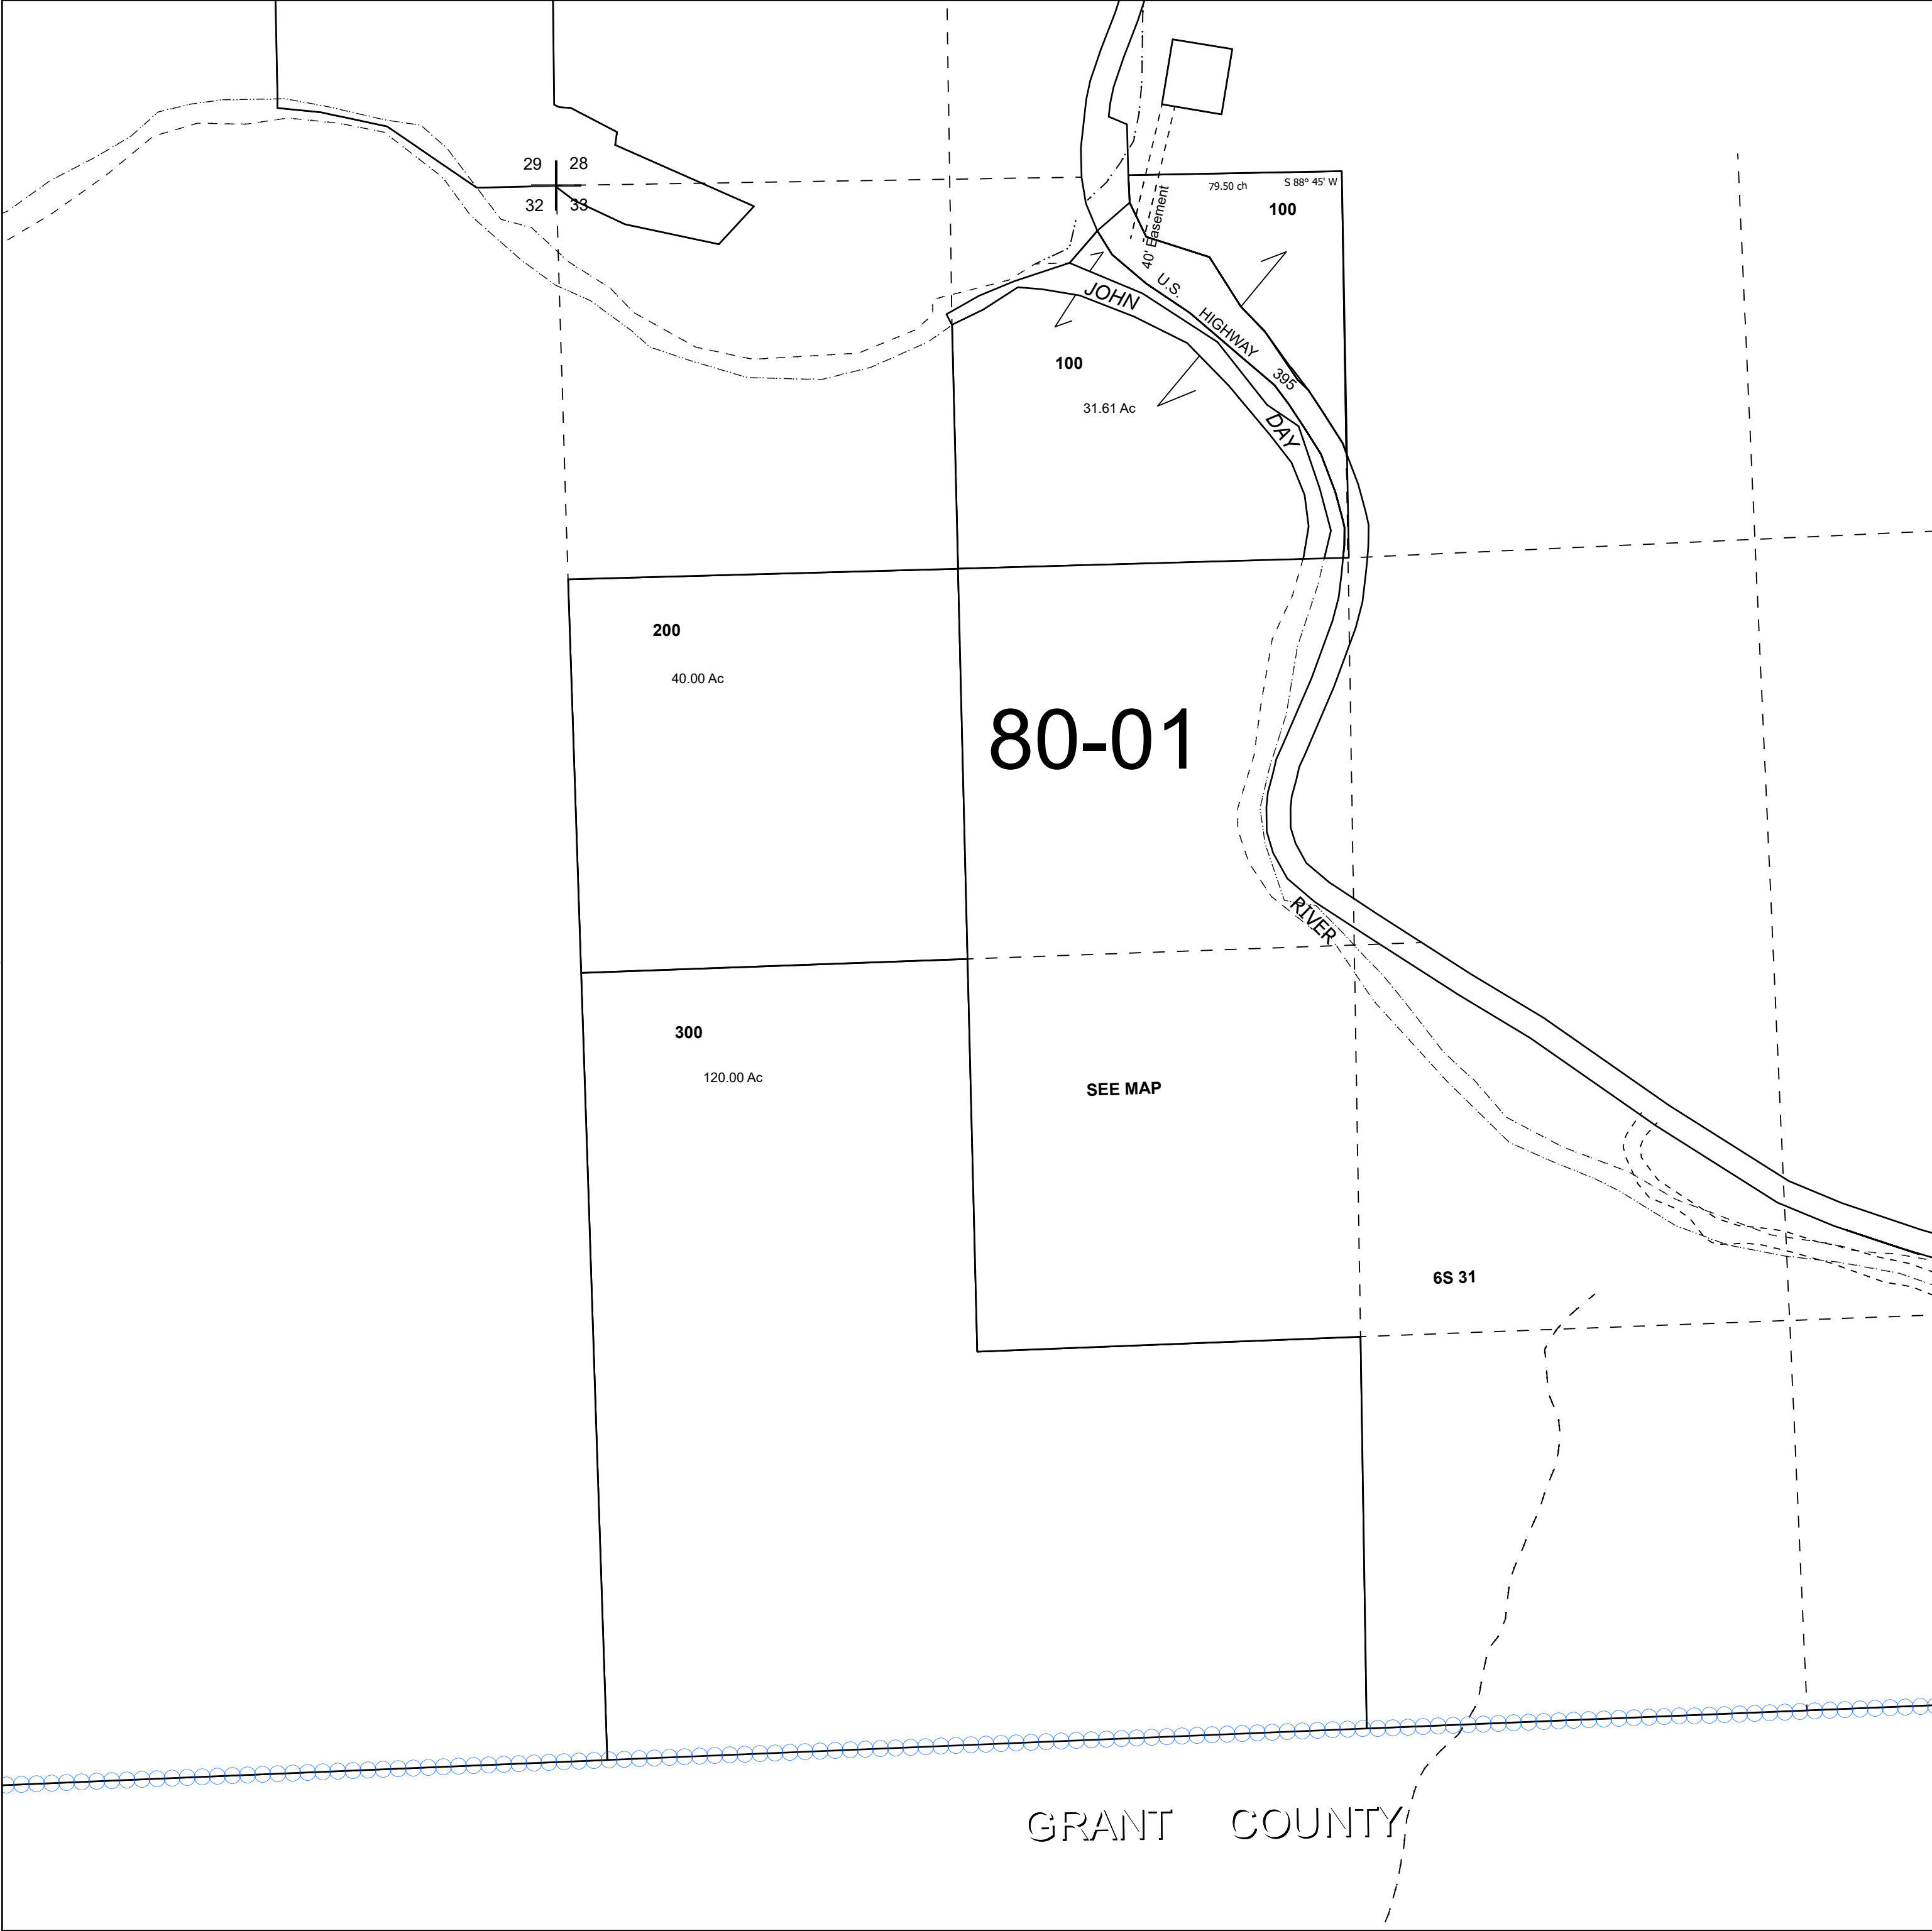 29 28
32 33
79.50 ch
S 88° 45' W
100
40' Easement
U.S.
HIGHWAY
395
JOHN
DAY
RIVER
100
31.61 Ac
200
40.00 Ac
80-01
300
120.00 Ac
SEE MAP
6S 31
GRANT COUNTY